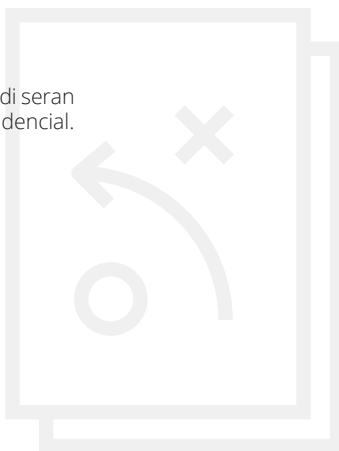 di seran
dencial.